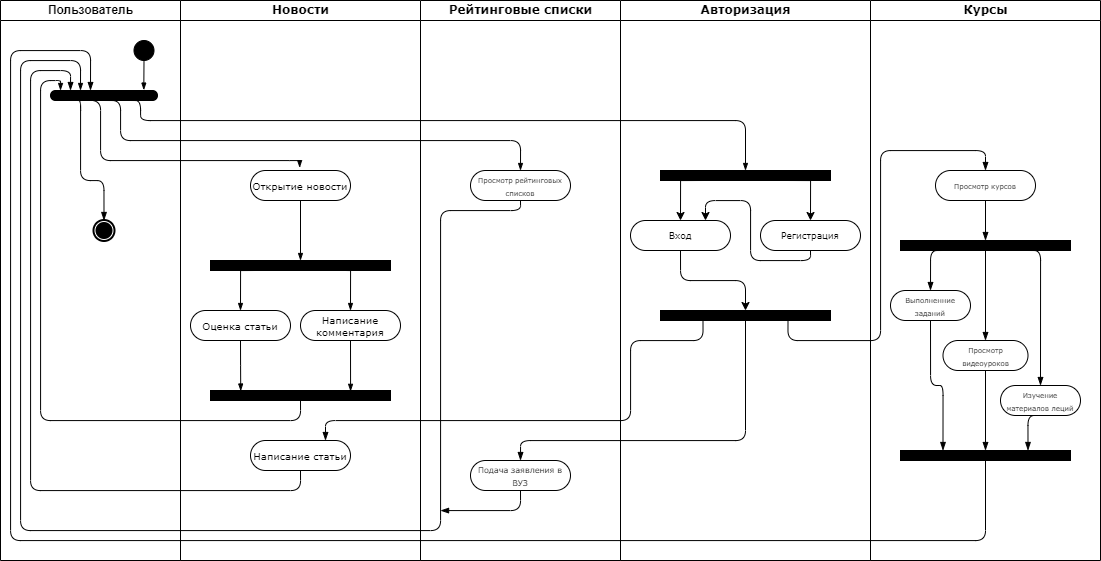 Пользователь
Новости
Рейтинговые списки
Авторизация
Курсы
Открытие новости
Просмотр рейтинговых
списков
Просмотр курсов
Вход
Регистрация
Оценка статьи
Написание
комментария
Выполненние
заданий
Просмотр
видеоуроков
Изучение
материалов леций
Написание статьи
Подача заявления в
ВУЗ